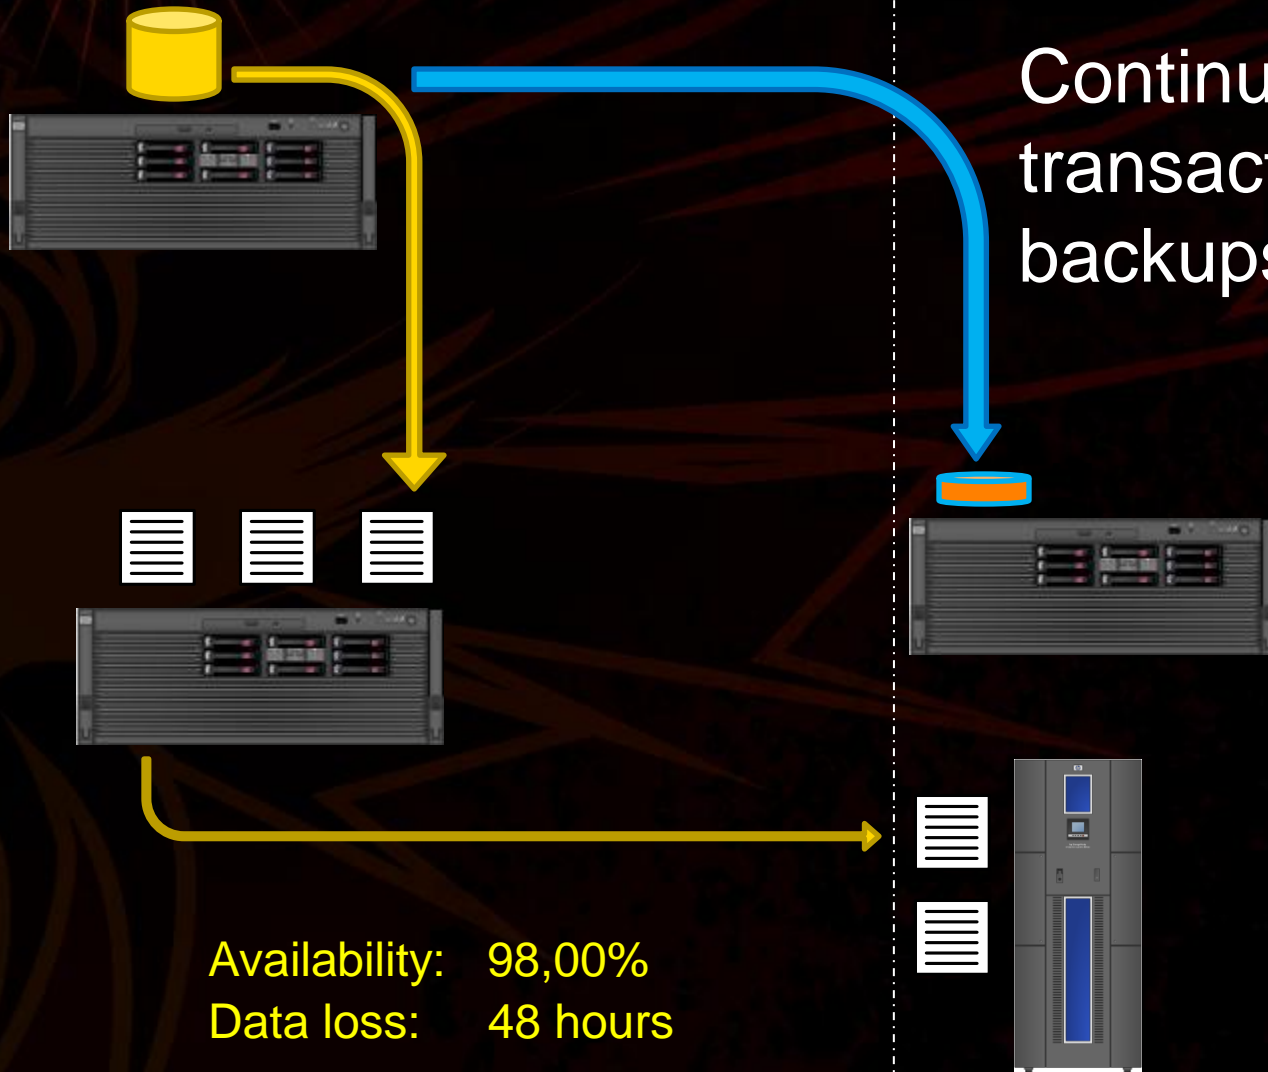 Continu
transact
backups
Availability: 98,00%
Data loss: 48 hours